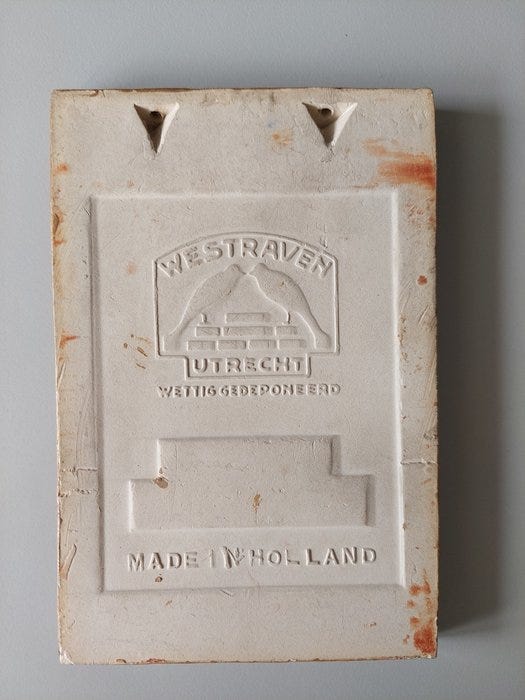 WESTRAVEN
UTRECHT
WETTIG GEDEPONEERD
MADE IN HOLLAND